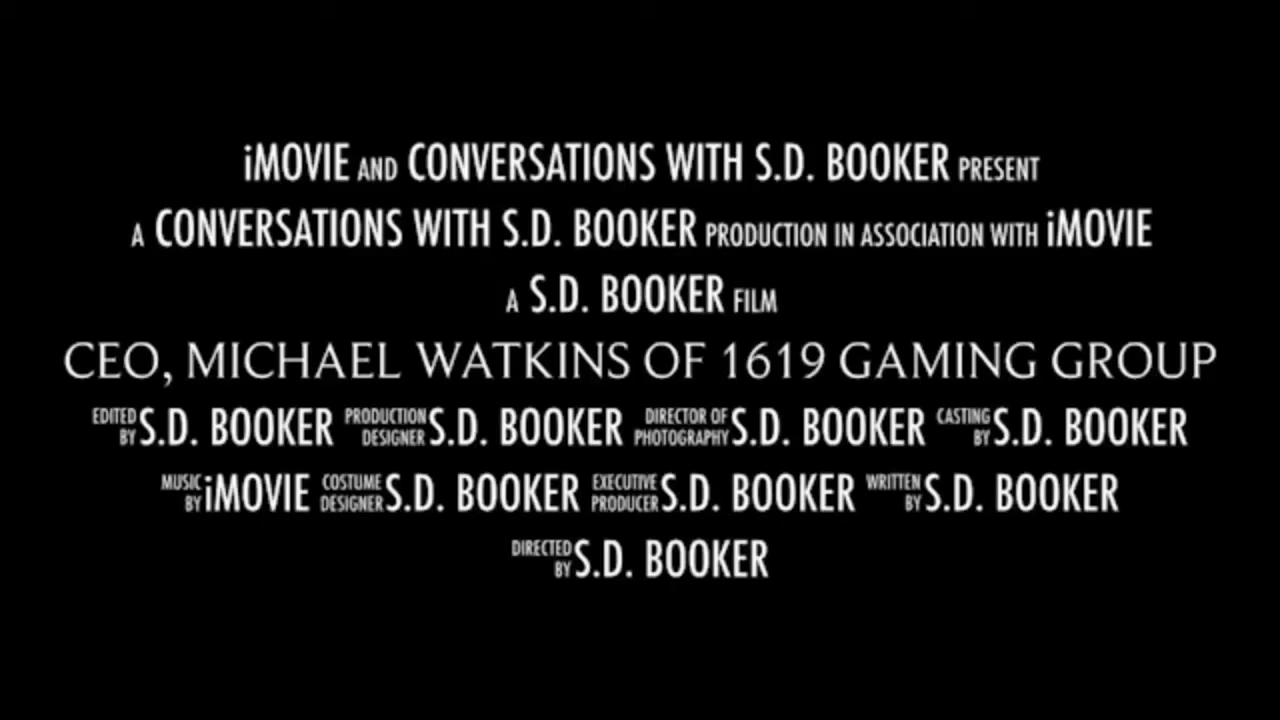 iMOVIE AND CONVERSATIONS WITH S.D. BOOKER PRESENT
A CONVERSATIONS WITH S.D. BOOKER PRODUCTION IN ASSOCIATION WITH iMOVIE
A S.D. BOOKER FILM
CEO, MICHAEL WATKINS OF 1619 GAMING GROUP
EDITED BY S.D. BOOKER PRODUCTION DESIGNER S.D. BOOKER DIRECTOR OF PHOTOGRAPHY S.D. BOOKER CASTING BY S.D. BOOKER
MUSIC BY iMOVIE COSTUME DESIGNER S.D. BOOKER EXECUTIVE PRODUCER S.D. BOOKER WRITTEN BY S.D. BOOKER
DIRECTED BY S.D. BOOKER